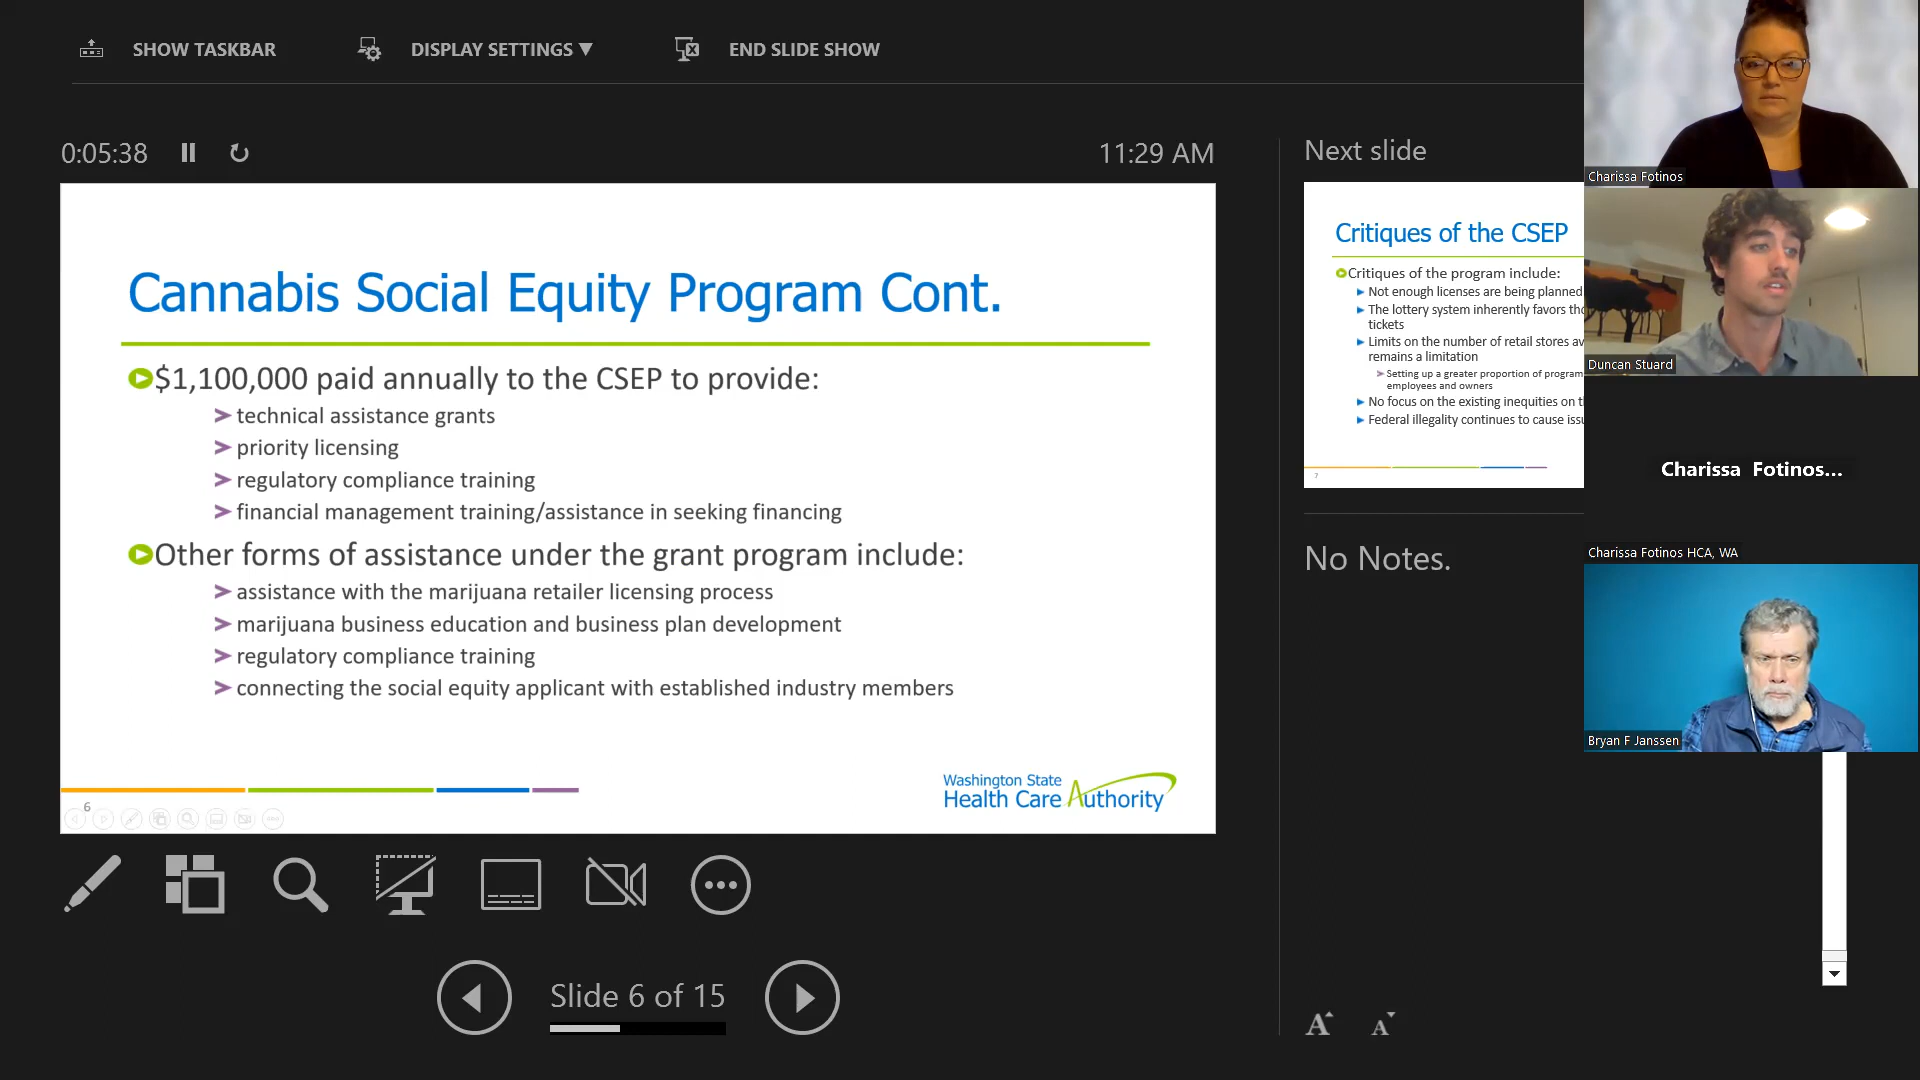 SHOW TASKBAR
DISPLAY SETTINGS ▼
END SLIDE SHOW
0:05:38
11:29 AM
Cannabis Social Equity Program Cont.
$1,100,000 paid annually to the CSEP to provide:
technical assistance grants
priority licensing
regulatory compliance training
financial management training/assistance in seeking financing
Other forms of assistance under the grant program include:
assistance with the marijuana retailer licensing process
marijuana business education and business plan development
regulatory compliance training
connecting the social equity applicant with established industry members
6
Washington State
Health Care Authority
Slide 6 of 15
Next slide
Critiques of the CSEP
Critiques of the program include:
Not enough licenses are being planned
The lottery system inherently favors
tickets
Limits on the number of retail stores
remains a limitation
Setting up a greater proportion of program
employees and owners
No focus on the existing inequities on
Federal illegality continues to cause
7
No Notes.
A A
Charissa Fotinos
Duncan Stuard
Charissa Fotinos...
Charissa Fotinos HCA, WA
Bryan F Janssen